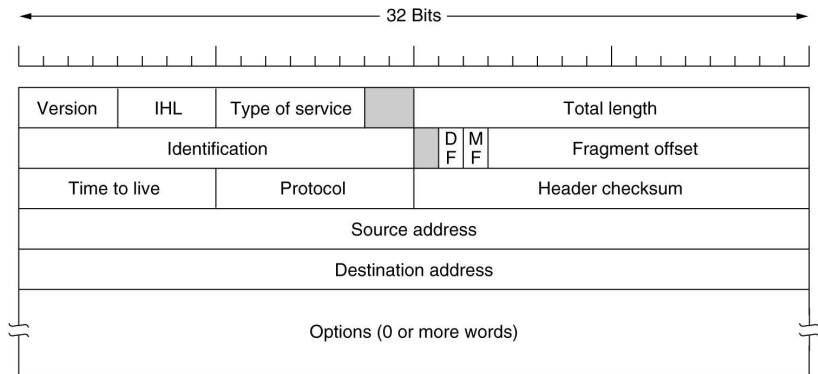 32 Bits
Version IHL Type of service Total length
Identification D F M F Fragment offset
Time to live Protocol Header checksum
Source address
Destination address
Options (0 or more words)